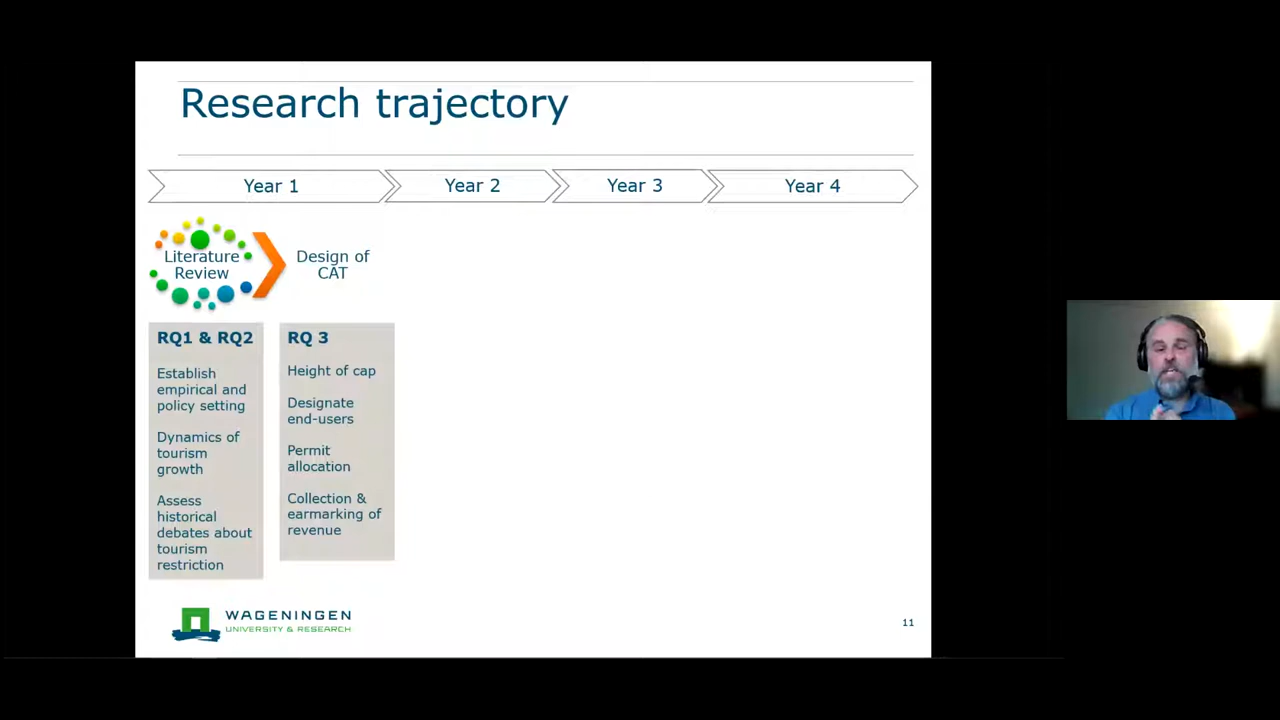 Research trajectory
Year 1
Year 2
Year 3
Year 4
Literature
Review
Design of
CAT
RQ1 & RQ2
Establish
empirical and
policy setting
Dynamics of
tourism
growth
Assess
historical
debates about
tourism
restriction
RQ 3
Height of cap
Designate
end-users
Permit
allocation
Collection &
earmarking of
revenue
WAGENINGEN
UNIVERSITY & RESEARCH
11